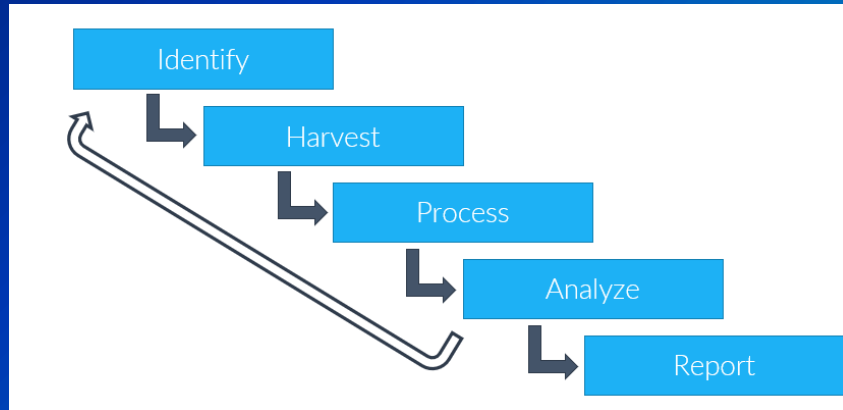 Identify
Harvest
Process
Analyze
Report